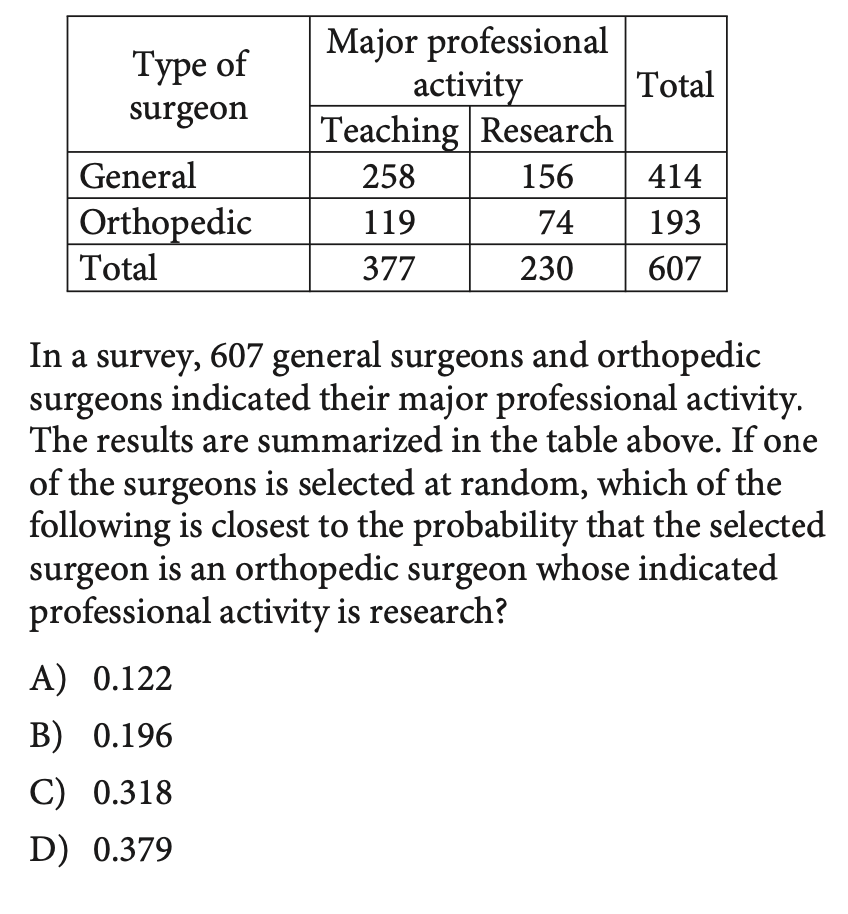 Type of surgeon | Major professional activity | Total
Teaching | Research
General | 258 | 156 | 414
Orthopedic | 119 | 74 | 193
Total | 377 | 230 | 607
In a survey, 607 general surgeons and orthopedic
surgeons indicated their major professional activity.
The results are summarized in the table above. If one
of the surgeons is selected at random, which of the
following is closest to the probability that the selected
surgeon is an orthopedic surgeon whose indicated
professional activity is research?
A) 0.122
B) 0.196
C) 0.318
D) 0.379